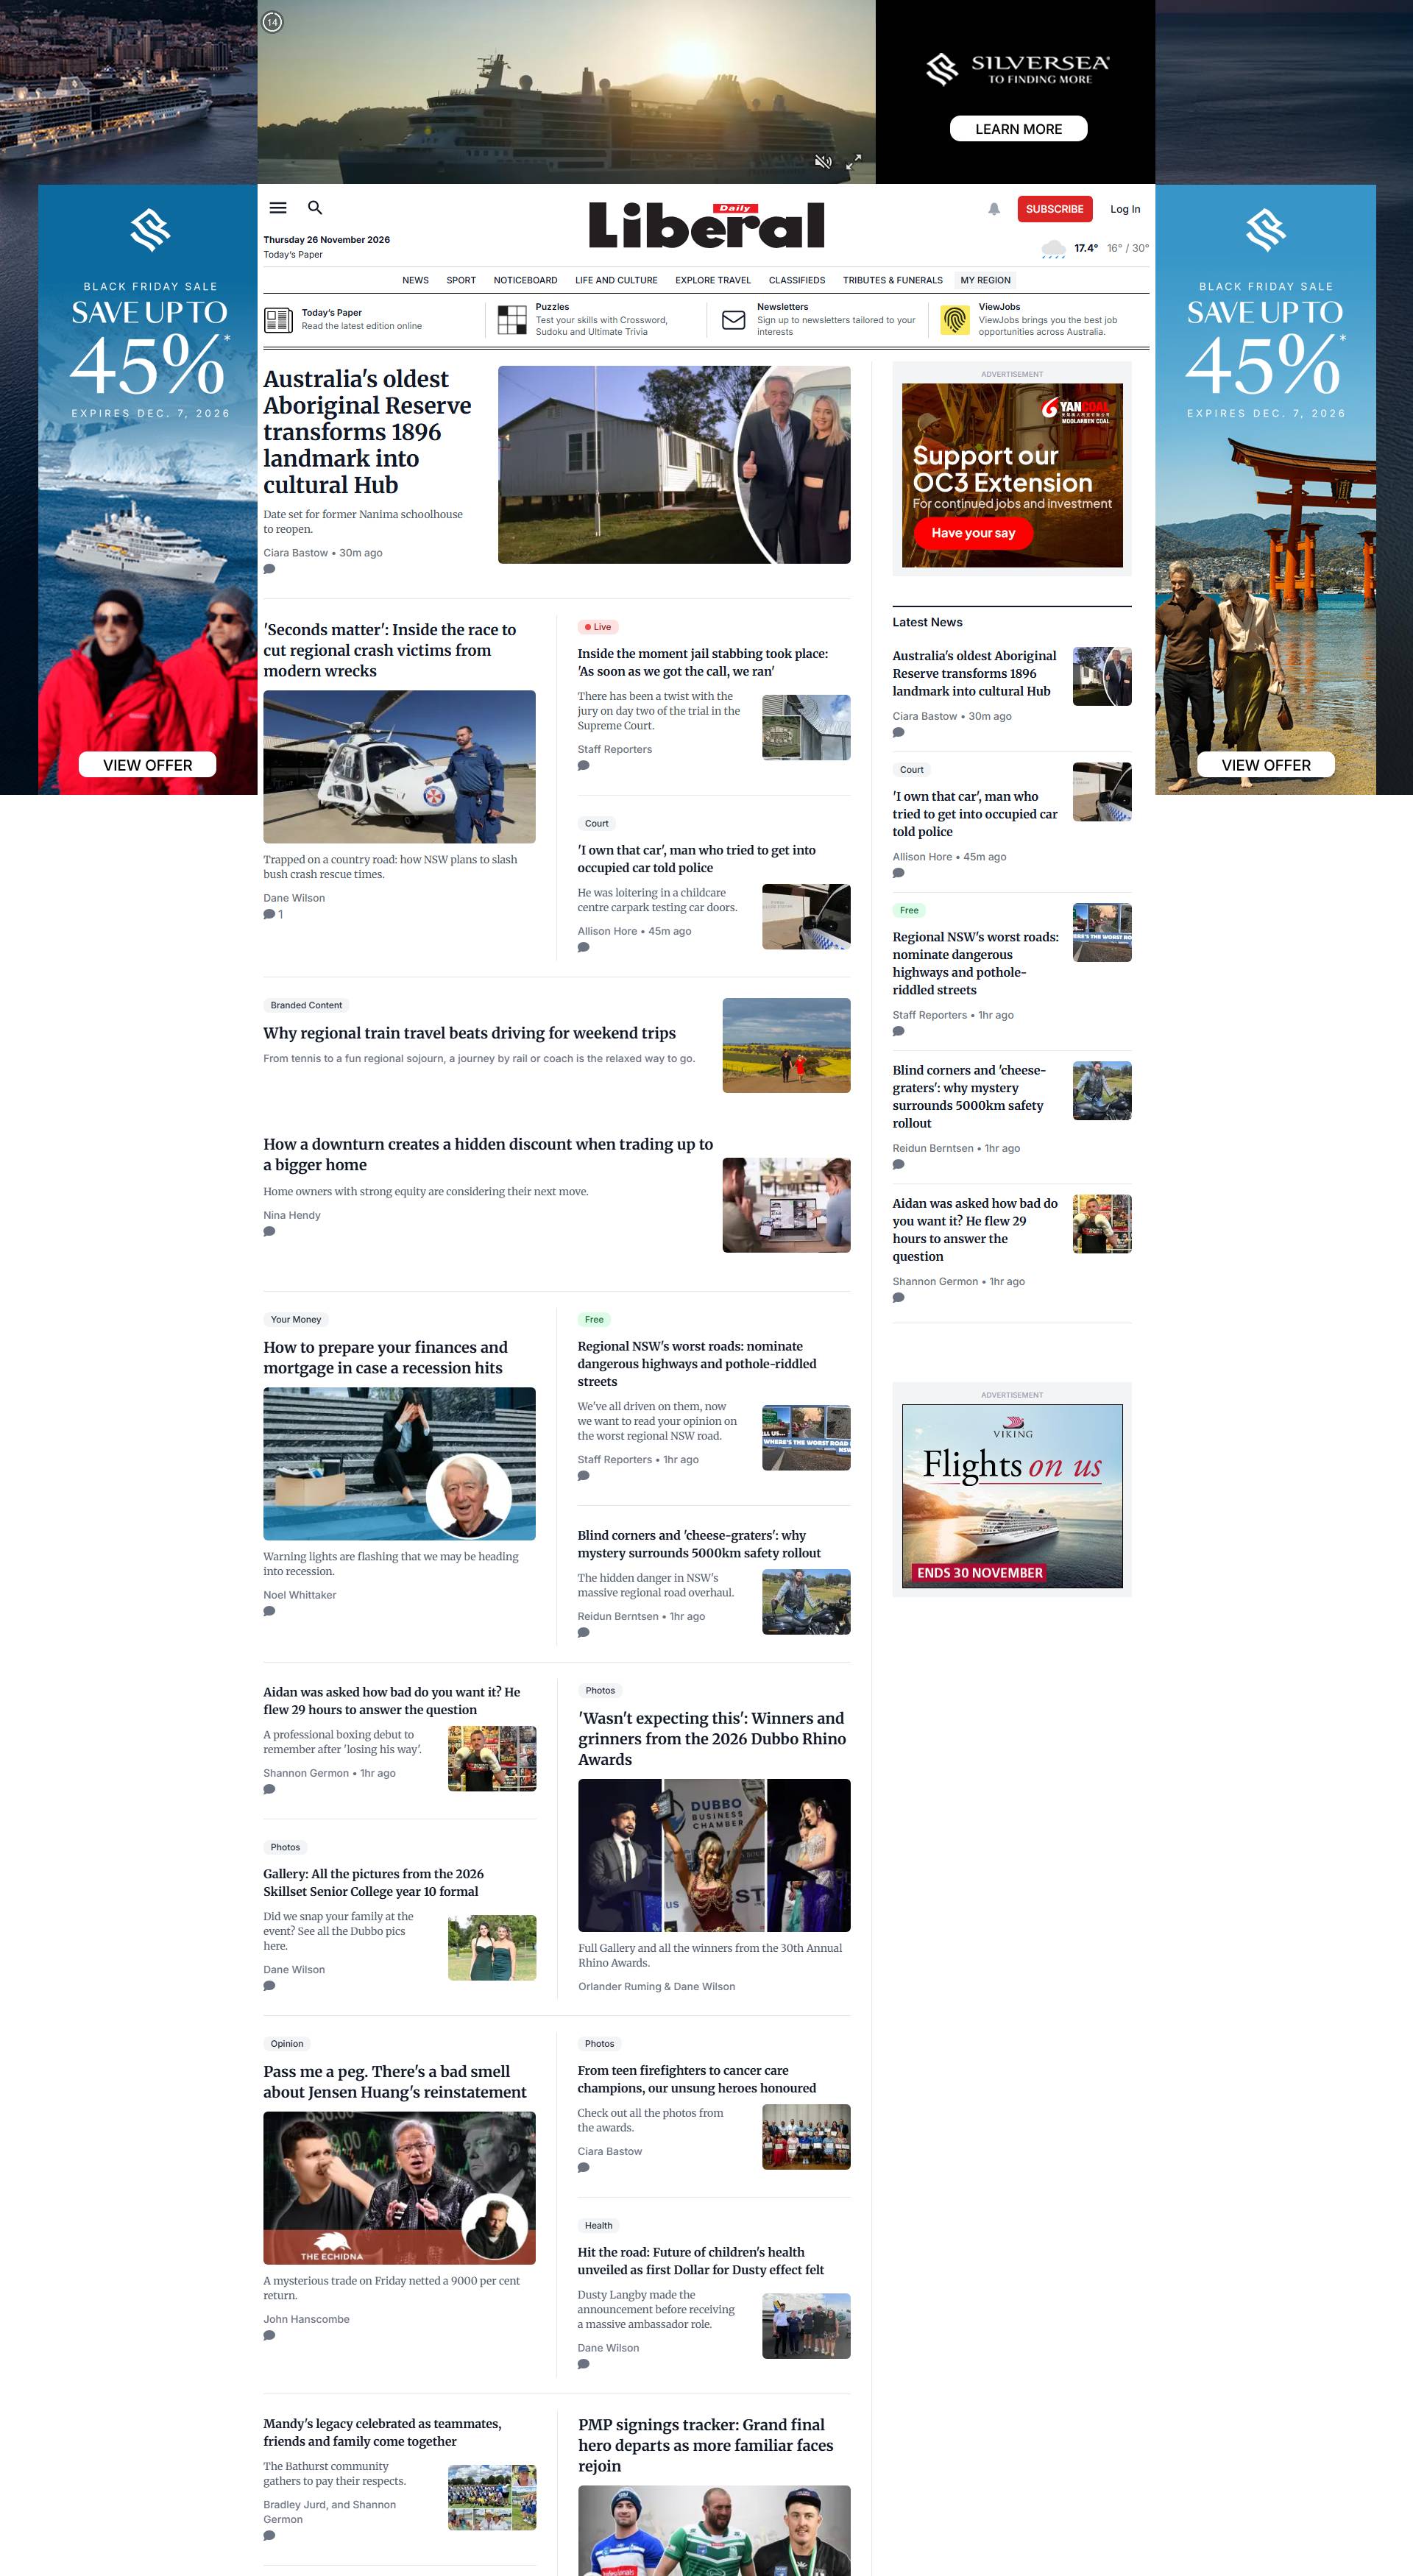 14
SILVERSEA
TO FINDING MORE
LEARN MORE
BLACK FRIDAY SALE
SAVE UP TO
45%*
EXPIRES DEC. 7, 2026
VIEW OFFER
BLACK FRIDAY SALE
SAVE UP TO
45%*
EXPIRES DEC. 7, 2026
VIEW OFFER
Daily
Liberal
SUBSCRIBE
Log In
Thursday 26 November 2026
Today's Paper
17.4° 16° / 30°
NEWS SPORT NOTICEBOARD LIFE AND CULTURE EXPLORE TRAVEL CLASSIFIEDS TRIBUTES & FUNERALS MY REGION
Today's Paper
Read the latest edition online
Puzzles
Test your skills with Crossword,
Sudoku and Ultimate Trivia
Newsletters
Sign up to newsletters tailored to your
interests
ViewJobs
ViewJobs brings you the best job
opportunities across Australia.
Australia's oldest
Aboriginal Reserve
transforms 1896
landmark into
cultural Hub
Date set for former Nanima schoolhouse
to reopen.
Ciara Bastow • 30m ago
'Seconds matter': Inside the race to
cut regional crash victims from
modern wrecks
Trapped on a country road: how NSW plans to slash
bush crash rescue times.
Dane Wilson
1
Live
Inside the moment jail stabbing took place:
'As soon as we got the call, we ran'
There has been a twist with the
jury on day two of the trial in the
Supreme Court.
Staff Reporters
Court
'I own that car', man who tried to get into
occupied car told police
He was loitering in a childcare
centre carpark testing car doors.
Allison Hore • 45m ago
Branded Content
Why regional train travel beats driving for weekend trips
From tennis to a fun regional sojourn, a journey by rail or coach is the relaxed way to go.
How a downturn creates a hidden discount when trading up to
a bigger home
Home owners with strong equity are considering their next move.
Nina Hendy
Your Money
How to prepare your finances and
mortgage in case a recession hits
Warning lights are flashing that we may be heading
into recession.
Noel Whittaker
Free
Regional NSW's worst roads: nominate
dangerous highways and pothole-riddled
streets
We've all driven on them, now
we want to read your opinion on
the worst regional NSW road.
Staff Reporters • 1hr ago
Blind corners and 'cheese-graters': why
mystery surrounds 5000km safety rollout
The hidden danger in NSW's
massive regional road overhaul.
Reidun Berntsen • 1hr ago
Aidan was asked how bad do you want it? He
flew 29 hours to answer the question
A professional boxing debut to
remember after 'losing his way'.
Shannon Germon • 1hr ago
Photos
Gallery: All the pictures from the 2026
Skillset Senior College year 10 formal
Did we snap your family at the
event? See all the Dubbo pics
here.
Dane Wilson
Photos
'Wasn't expecting this': Winners and
grinners from the 2026 Dubbo Rhino
Awards
DUBBO
BUSINESS
CHAMBER
Full Gallery and all the winners from the 30th Annual
Rhino Awards.
Orlander Ruming & Dane Wilson
Opinion
Pass me a peg. There's a bad smell
about Jensen Huang's reinstatement
THE ECHIDNA
A mysterious trade on Friday netted a 9000 per cent
return.
John Hanscombe
Photos
From teen firefighters to cancer care
champions, our unsung heroes honoured
Check out all the photos from
the awards.
Ciara Bastow
Health
Hit the road: Future of children's health
unveiled as first Dollar for Dusty effect felt
Dusty Langby made the
announcement before receiving
a massive ambassador role.
Dane Wilson
Mandy's legacy celebrated as teammates,
friends and family come together
The Bathurst community
gathers to pay their respects.
Bradley Jurd, and Shannon
Germon
PMP signings tracker: Grand final
hero departs as more familiar faces
rejoin
ADVERTISEMENT
YANCOAL
MOOLARBEN COAL
Support our
OC3 Extension
For continued jobs and investment
Have your say
Latest News
Australia's oldest Aboriginal
Reserve transforms 1896
landmark into cultural Hub
Ciara Bastow • 30m ago
Court
'I own that car', man who
tried to get into occupied car
told police
Allison Hore • 45m ago
Free
Regional NSW's worst roads:
nominate dangerous
highways and pothole-
riddled streets
Staff Reporters • 1hr ago
Blind corners and 'cheese-
graters': why mystery
surrounds 5000km safety
rollout
Reidun Berntsen • 1hr ago
Aidan was asked how bad do
you want it? He flew 29
hours to answer the
question
Shannon Germon • 1hr ago
ADVERTISEMENT
VIKING
Flights on us
ENDS 30 NOVEMBER